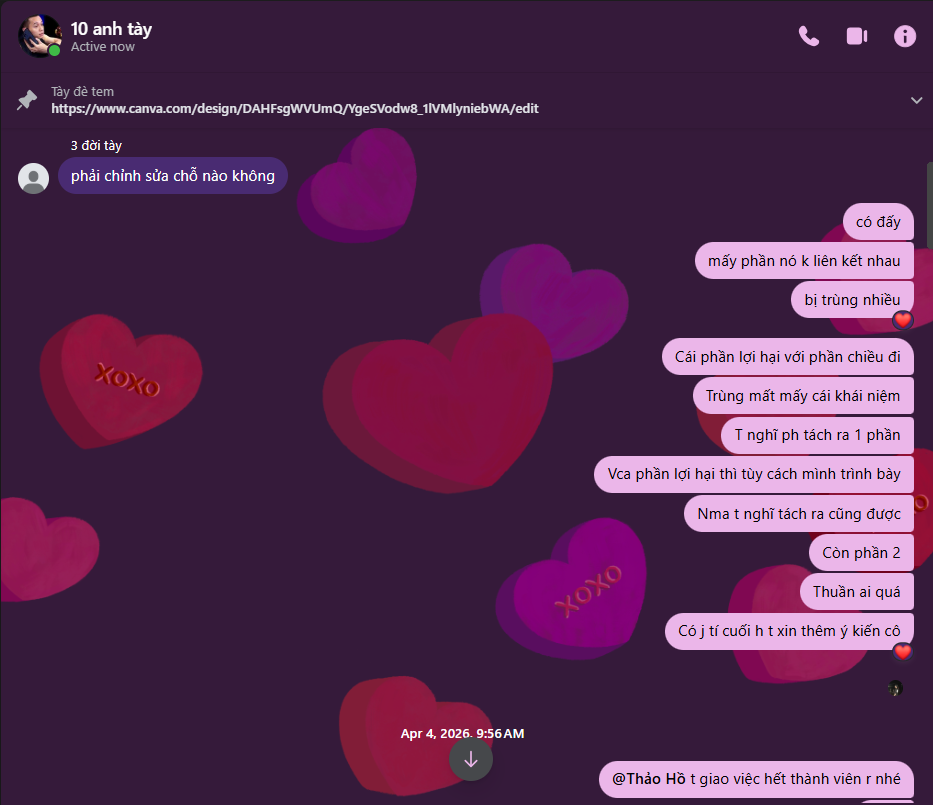 10 anh tày
Active now
Tày đè tem
https://www.canva.com/design/DAHFsgWVUmQ/YgeSVodw8_1lVMlyniebWA/edit
3 đời tày
phải chỉnh sửa chỗ nào không
có đấy
mấy phần nó k liên kết nhau
bị trùng nhiều
Cái phần lợi hại với phần chiều đi
Trùng mất mấy cái khái niệm
T nghĩ ph tách ra 1 phần
Vca phần lợi hại thì tùy cách mình trình bày
Nma t nghĩ tách ra cũng được
Còn phần 2
Thuần ai quá
Có j tí cuối h t xin thêm ý kiến cô
XOXO
XOXO
Apr 4, 2026, 9:56 AM
@Thảo Hồ t giao việc hết thành viên r nhé